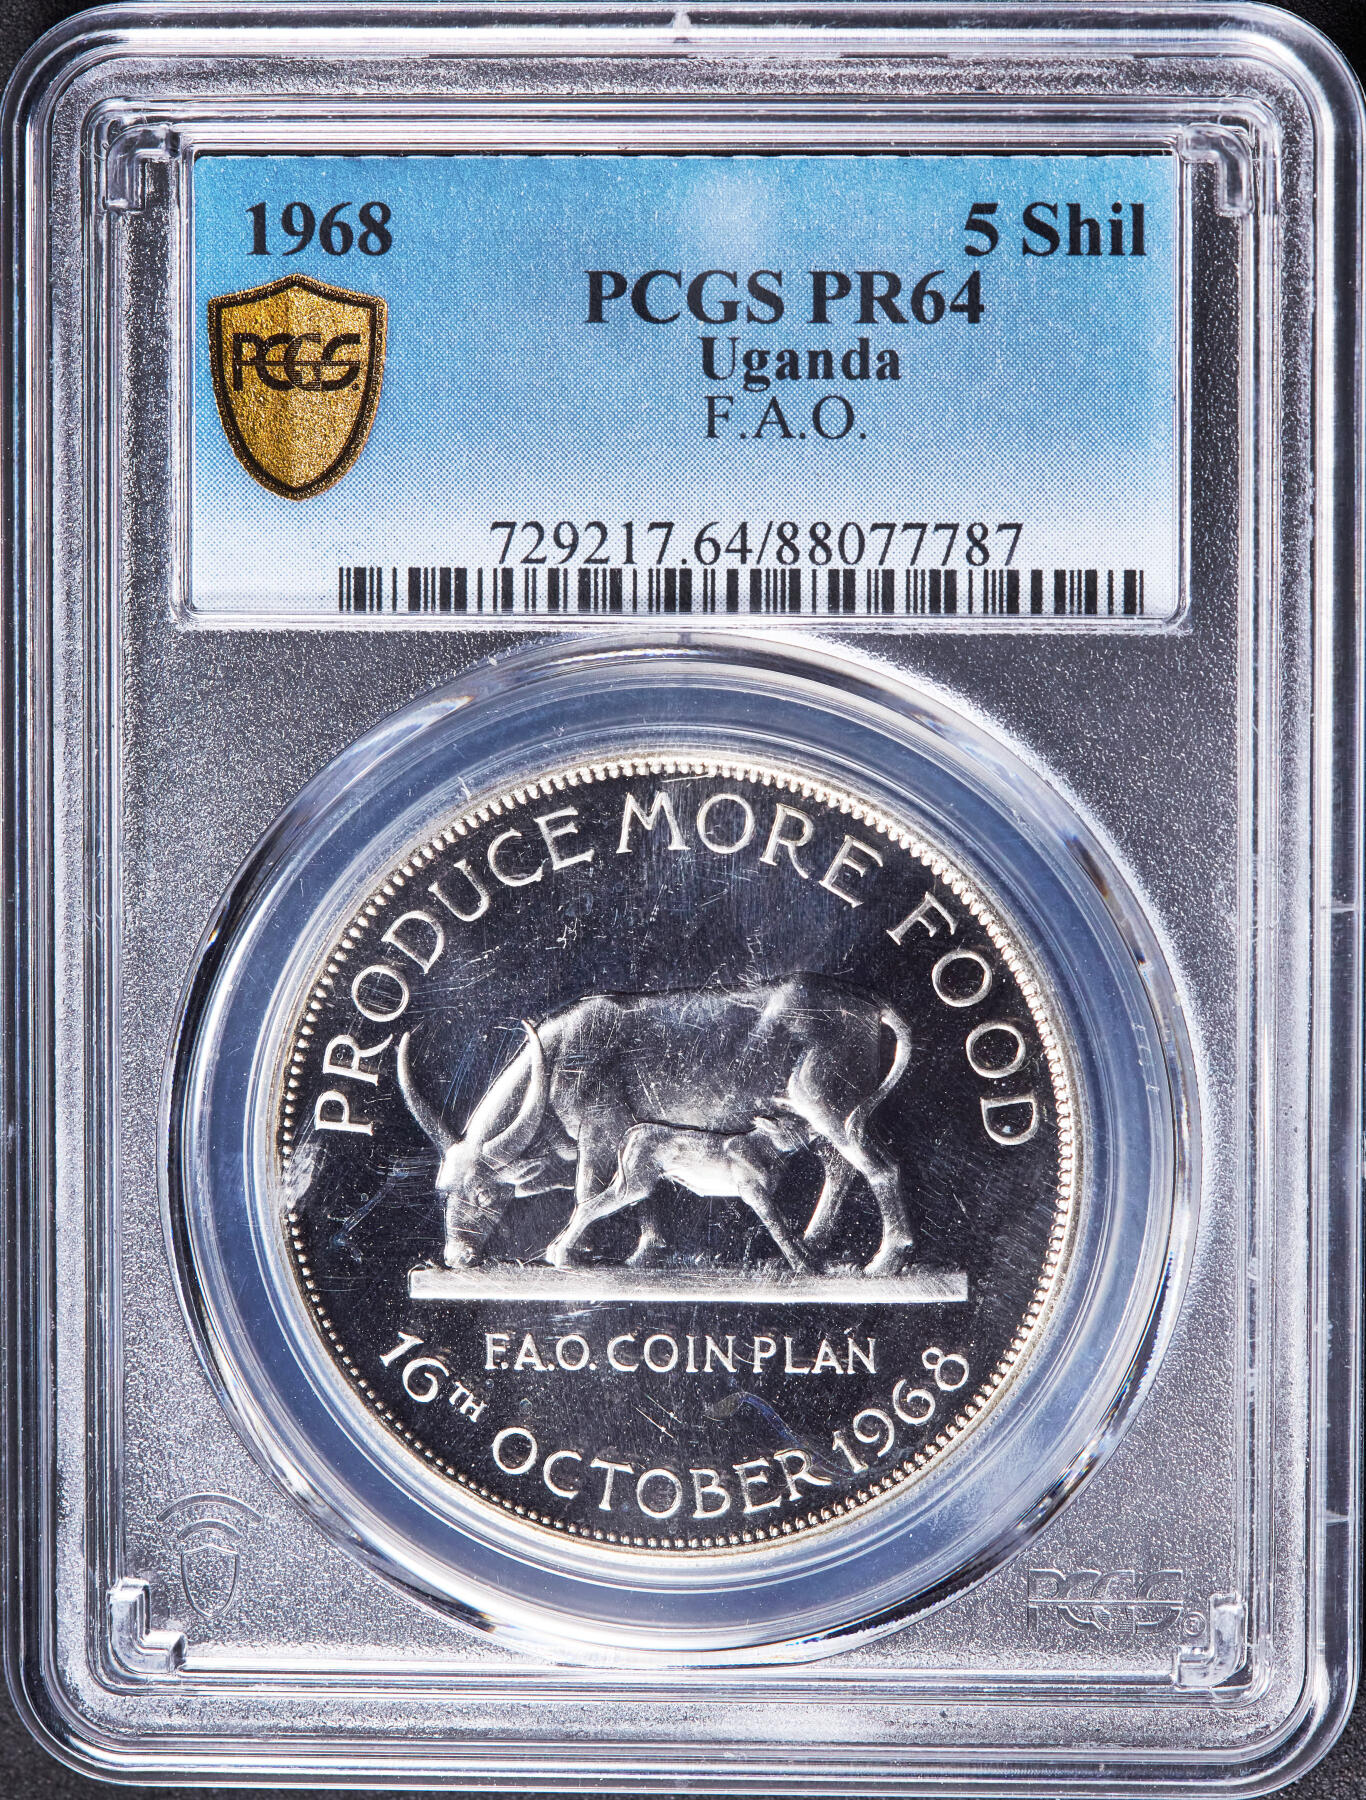 1968
5 Shil
PCGS PR64
Uganda
F.A.O.
PCGS
729217.64/88077787
PRODUCE MORE FOOD
F.A.O. COIN PLAN
16TH OCTOBER 1968
PCGS